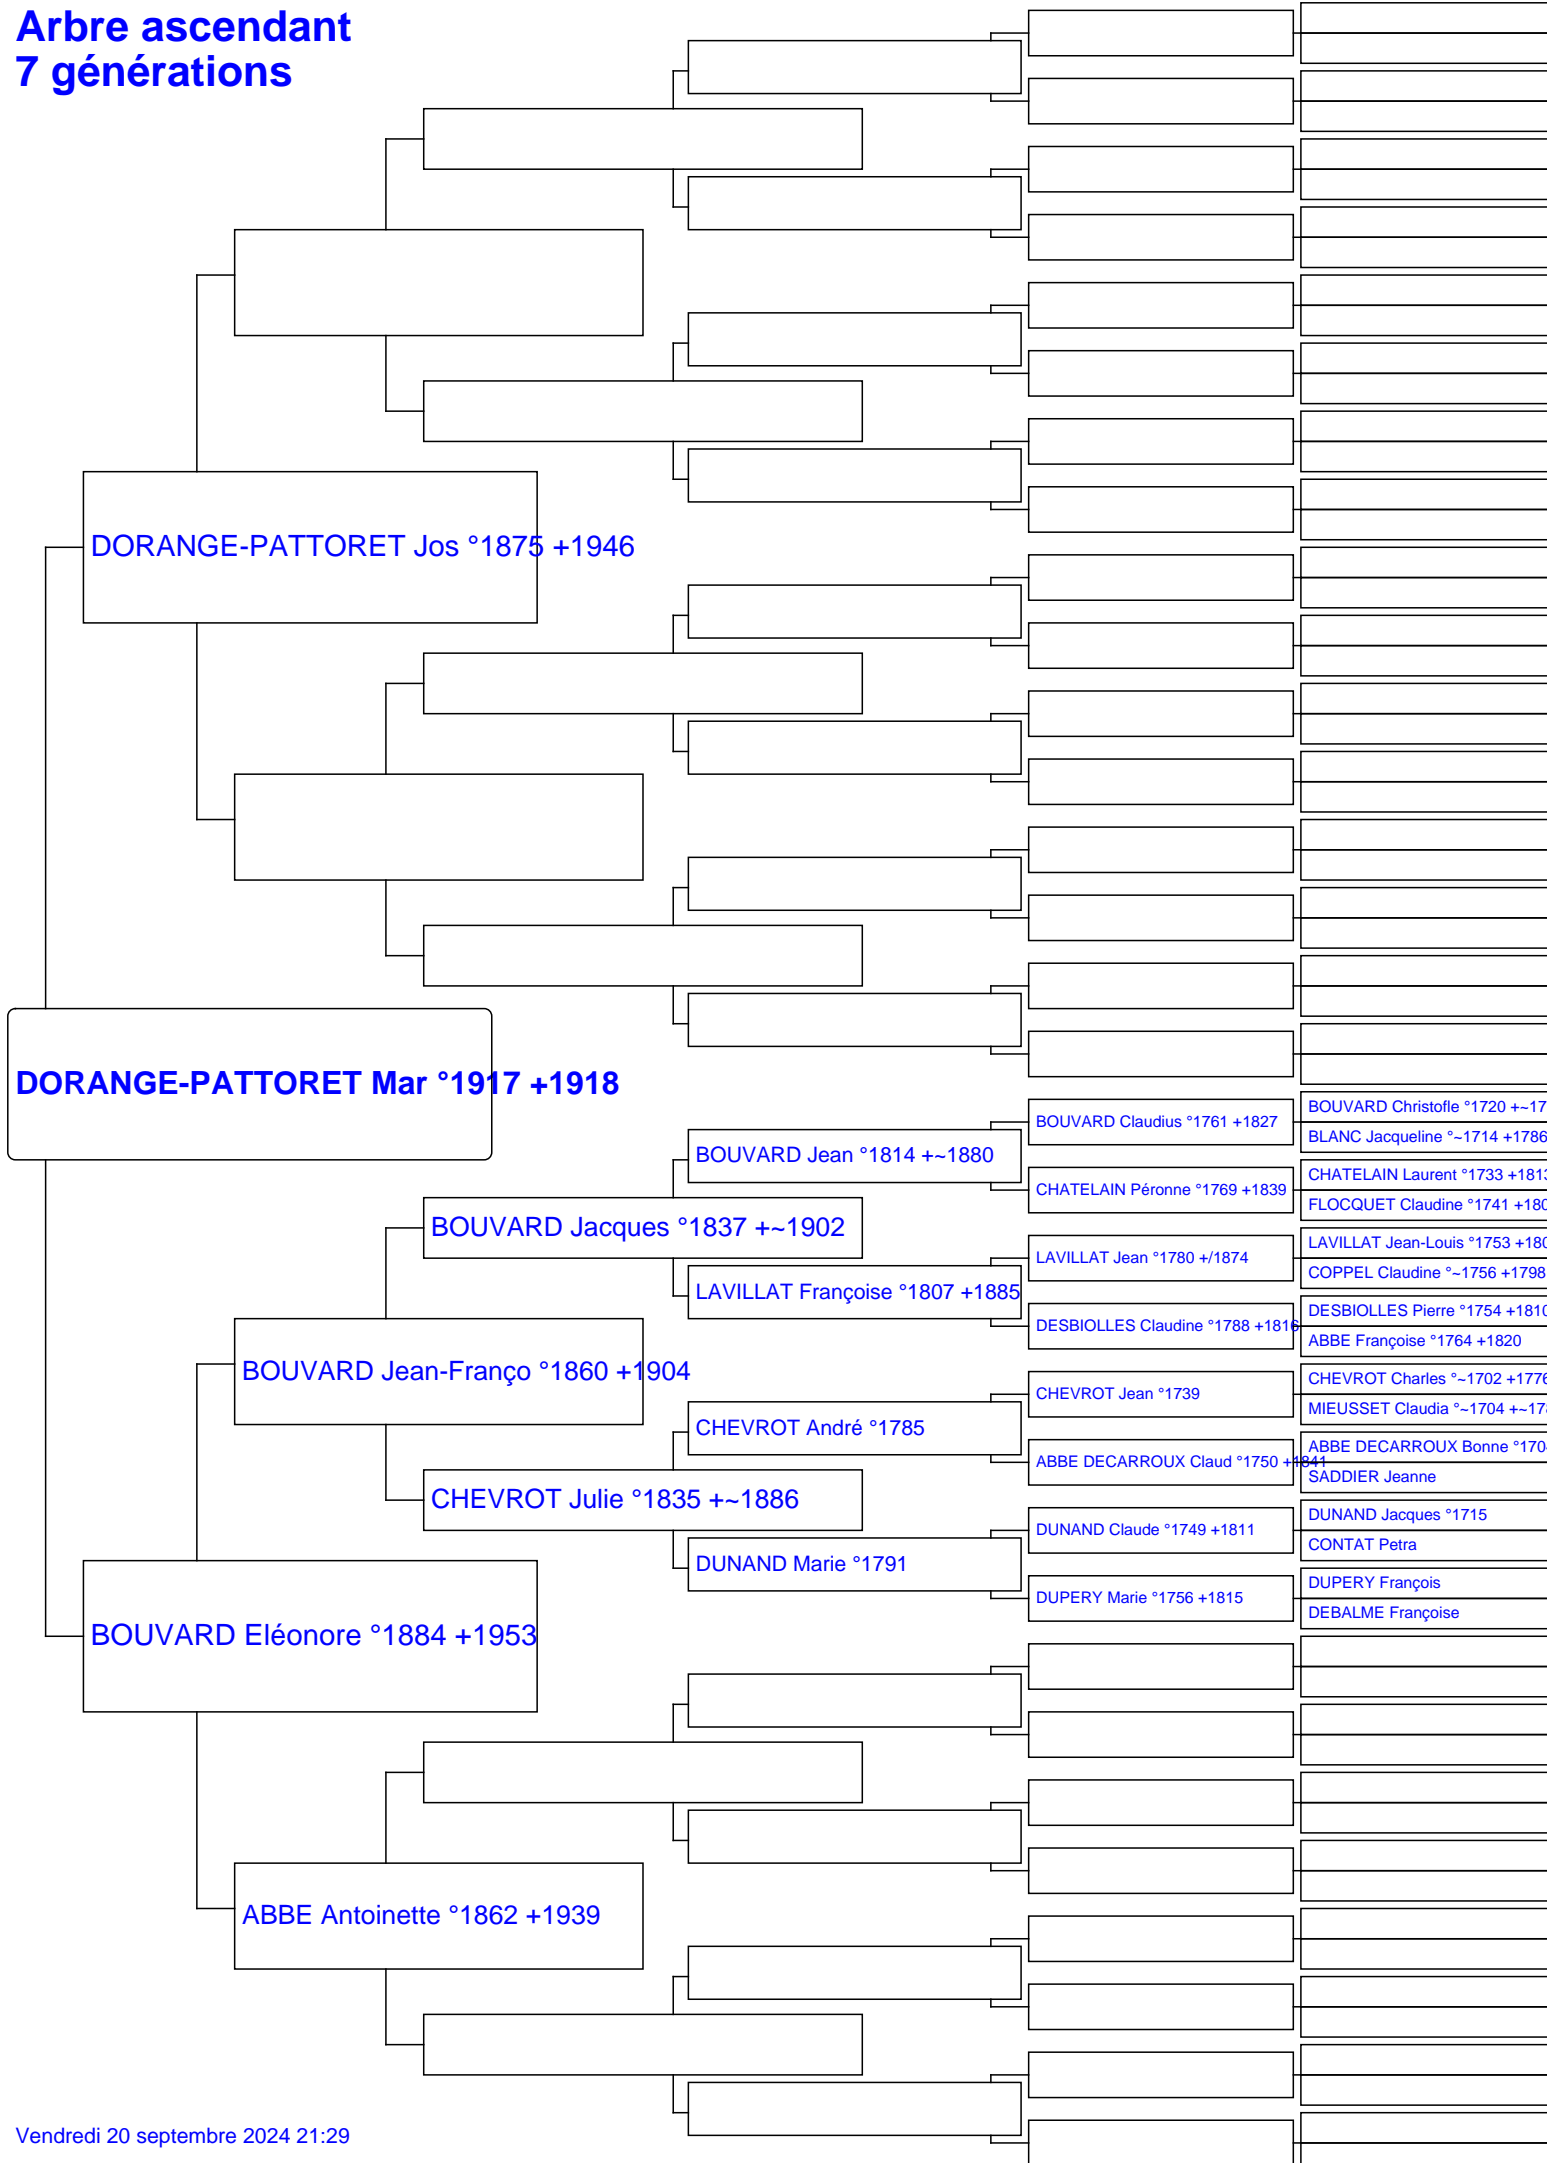 Arbre ascendant
7 générations
DORANGE-PATTORET Jos °1875 +1946
DORANGE-PATTORET Mar °1917 +1918
BOUVARD Christofle °1720 +~17
BOUVARD Claudius °1761 +1827
BLANC Jacqueline °~1714 +1786
BOUVARD Jean °1814 +~1880
CHATELAIN Laurent °1733 +1813
CHATELAIN Péronne °1769 +1839
FLOCQUET Claudine °1741 +180
BOUVARD Jacques °1837 +~1902
LAVILLAT Jean-Louis °1753 +180
LAVILLAT Jean °1780 +/1874
COPPEL Claudine °~1756 +1798
LAVILLAT Françoise °1807 +1885
DESBIOLLES Pierre °1754 +1810
DESBIOLLES Claudine °1788 +1816
ABBE Françoise °1764 +1820
BOUVARD Jean-Franço °1860 +1904
CHEVROT Charles °~1702 +1776
CHEVROT Jean °1739
MIEUSSET Claudia °~1704 +~178
CHEVROT André °1785
ABBE DECARROUX Bonne °1704
ABBE DECARROUX Claud °1750 +1841
SADDIER Jeanne
CHEVROT Julie °1835 +~1886
DUNAND Jacques °1715
DUNAND Claude °1749 +1811
CONTAT Petra
DUNAND Marie °1791
DUPERY François
DUPERY Marie °1756 +1815
DEBALME Françoise
BOUVARD Eléonore °1884 +1953
ABBE Antoinette °1862 +1939
Vendredi 20 septembre 2024 21:29